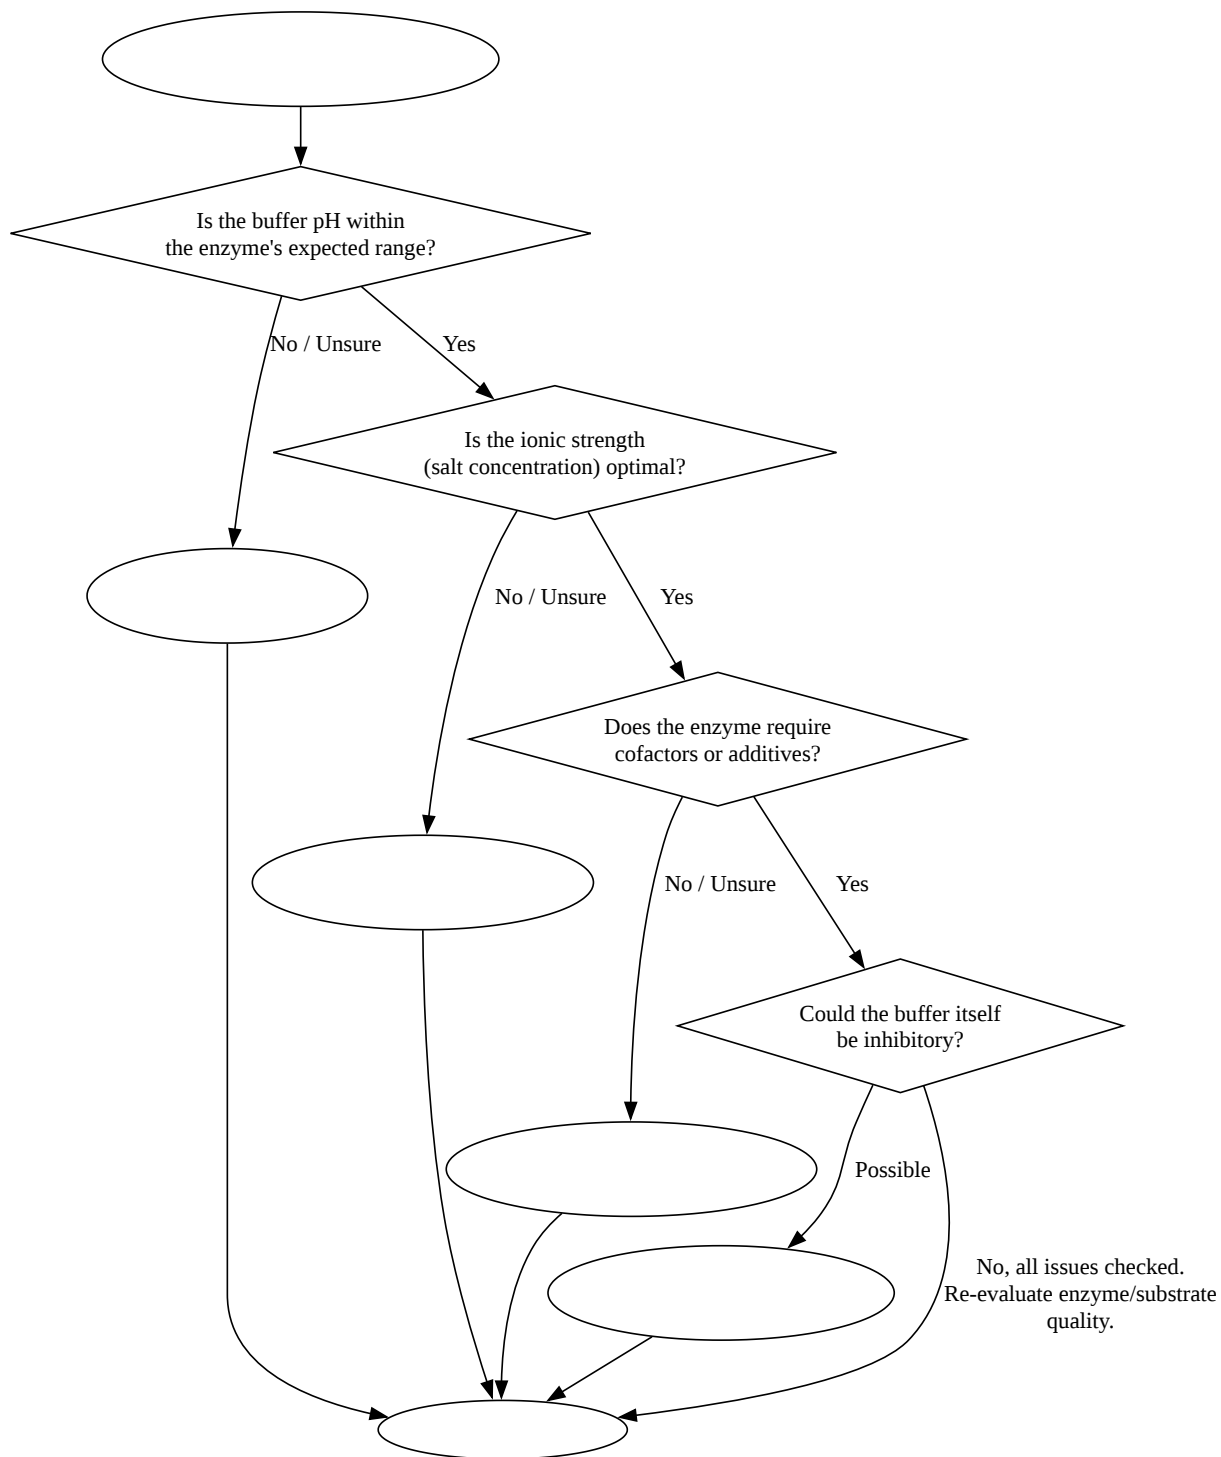 Is the buffer pH within
the enzyme's expected range?
No / Unsure
Yes
Is the ionic strength
(salt concentration) optimal?
No / Unsure
Yes
Does the enzyme require
cofactors or additives?
No / Unsure
Yes
Could the buffer itself
be inhibitory?
Possible
No, all issues checked.
Re-evaluate enzyme/substrate
quality.